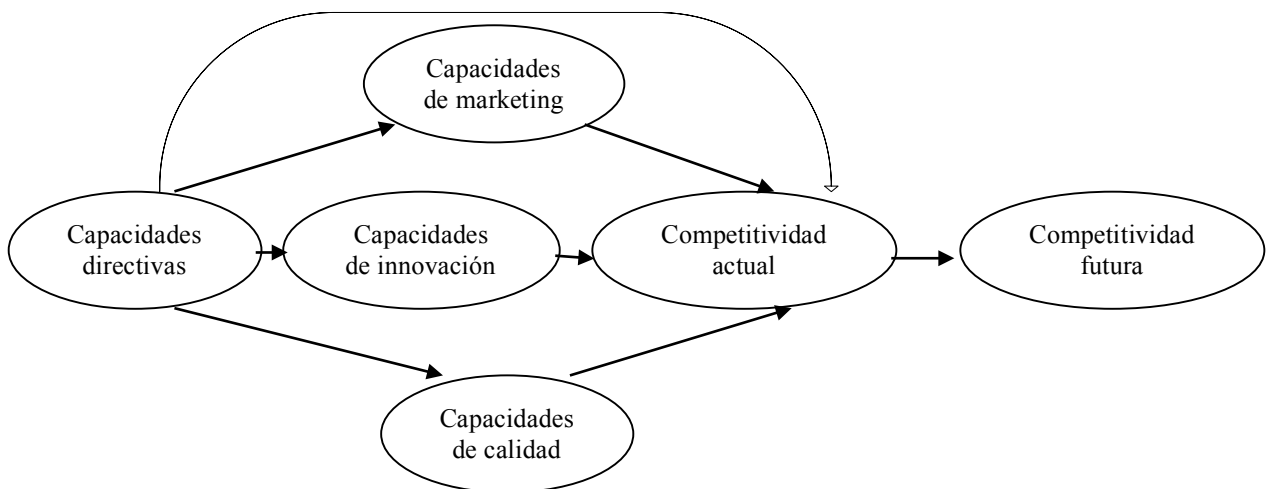 Capacidades
de marketing
Capacidades
directivas
Capacidades
de innovación
Competitividad
actual
Competitividad
futura
Capacidades
de calidad